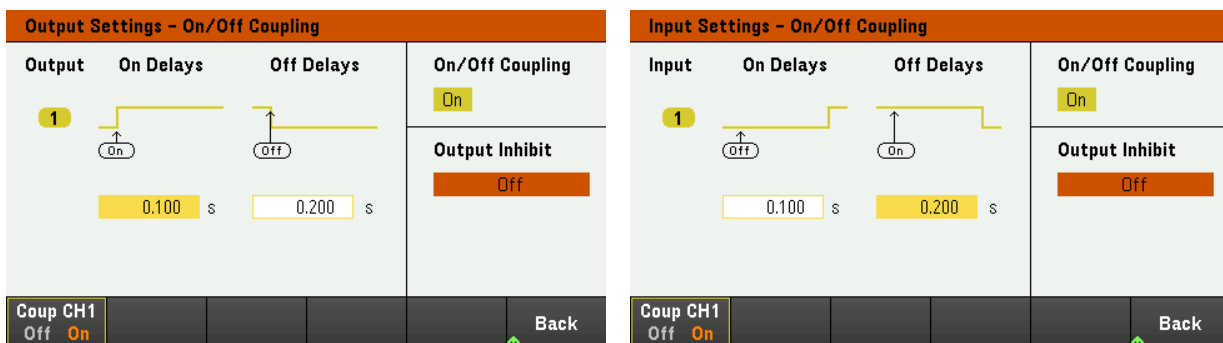 Output Settings - On/Off Coupling
Output On Delays Off Delays
On/Off Coupling
On
1
On
Off
Output Inhibit
Off
0.100 s 0.200 s
Coup CH1
Off On
Back
Input Settings - On/Off Coupling
Input On Delays Off Delays
On/Off Coupling
On
1
Off
On
Output Inhibit
Off
0.100 s 0.200 s
Coup CH1
Off On
Back